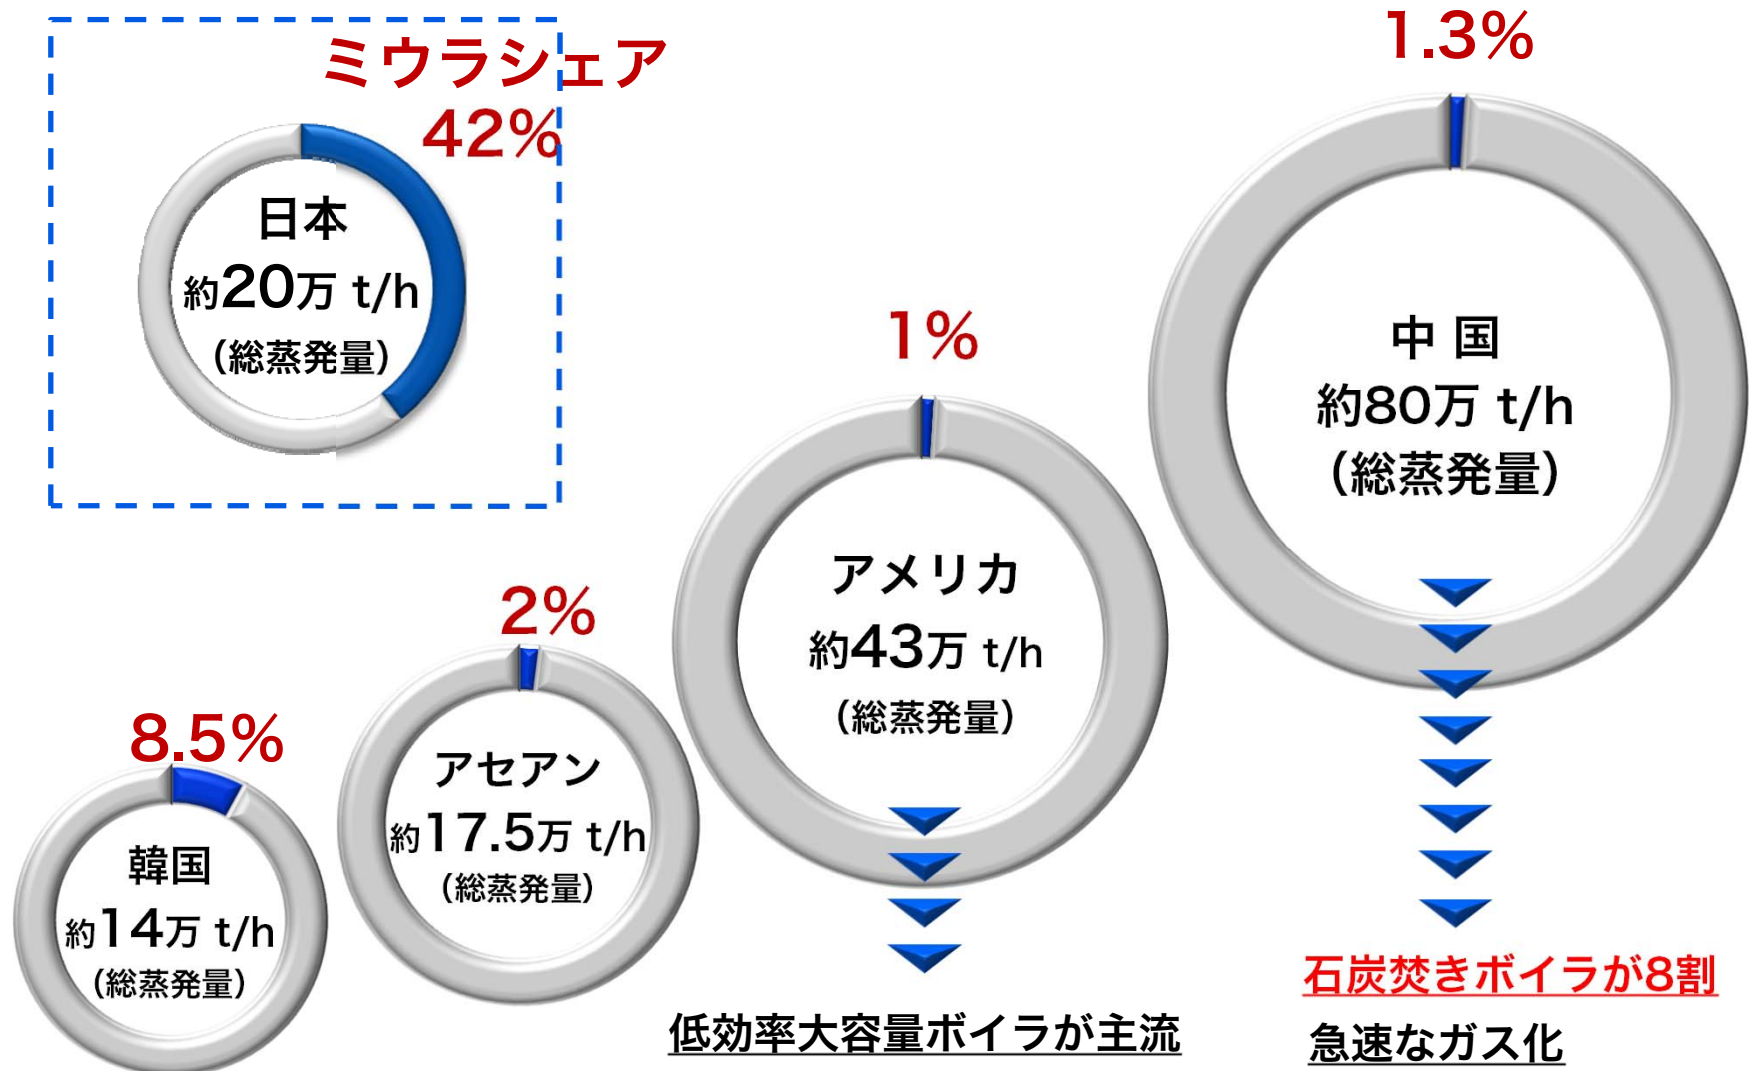 ミウラシェア
42%
日本
約20万 t/h
（総蒸発量）
8.5%
韓国
約14万 t/h
（総蒸発量）
2%
アセアン
約17.5万 t/h
（総蒸発量）
1%
アメリカ
約43万 t/h
（総蒸発量）
低効率大容量ボイラが主流
1.3%
中 国
約80万 t/h
（総蒸発量）
石炭焚きボイラが8割
急速なガス化